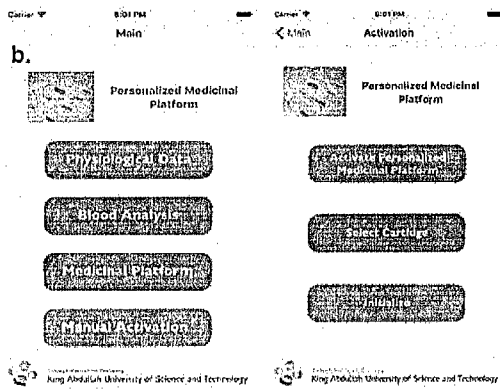 Carrier 6:01 PM
Main
b.
Personalized Medicinal
Platform
Physiological Data
Blood Analysis
Medicinal Platform
Manual Activation
King Abdullah University of Science and Technology
Carrier 6:01 PM
Main Activation
Personalized Medicinal
Platform
Activate Personalized
Medicinal Platform
Select Cartlage
King Abdullah University of Science and Technology